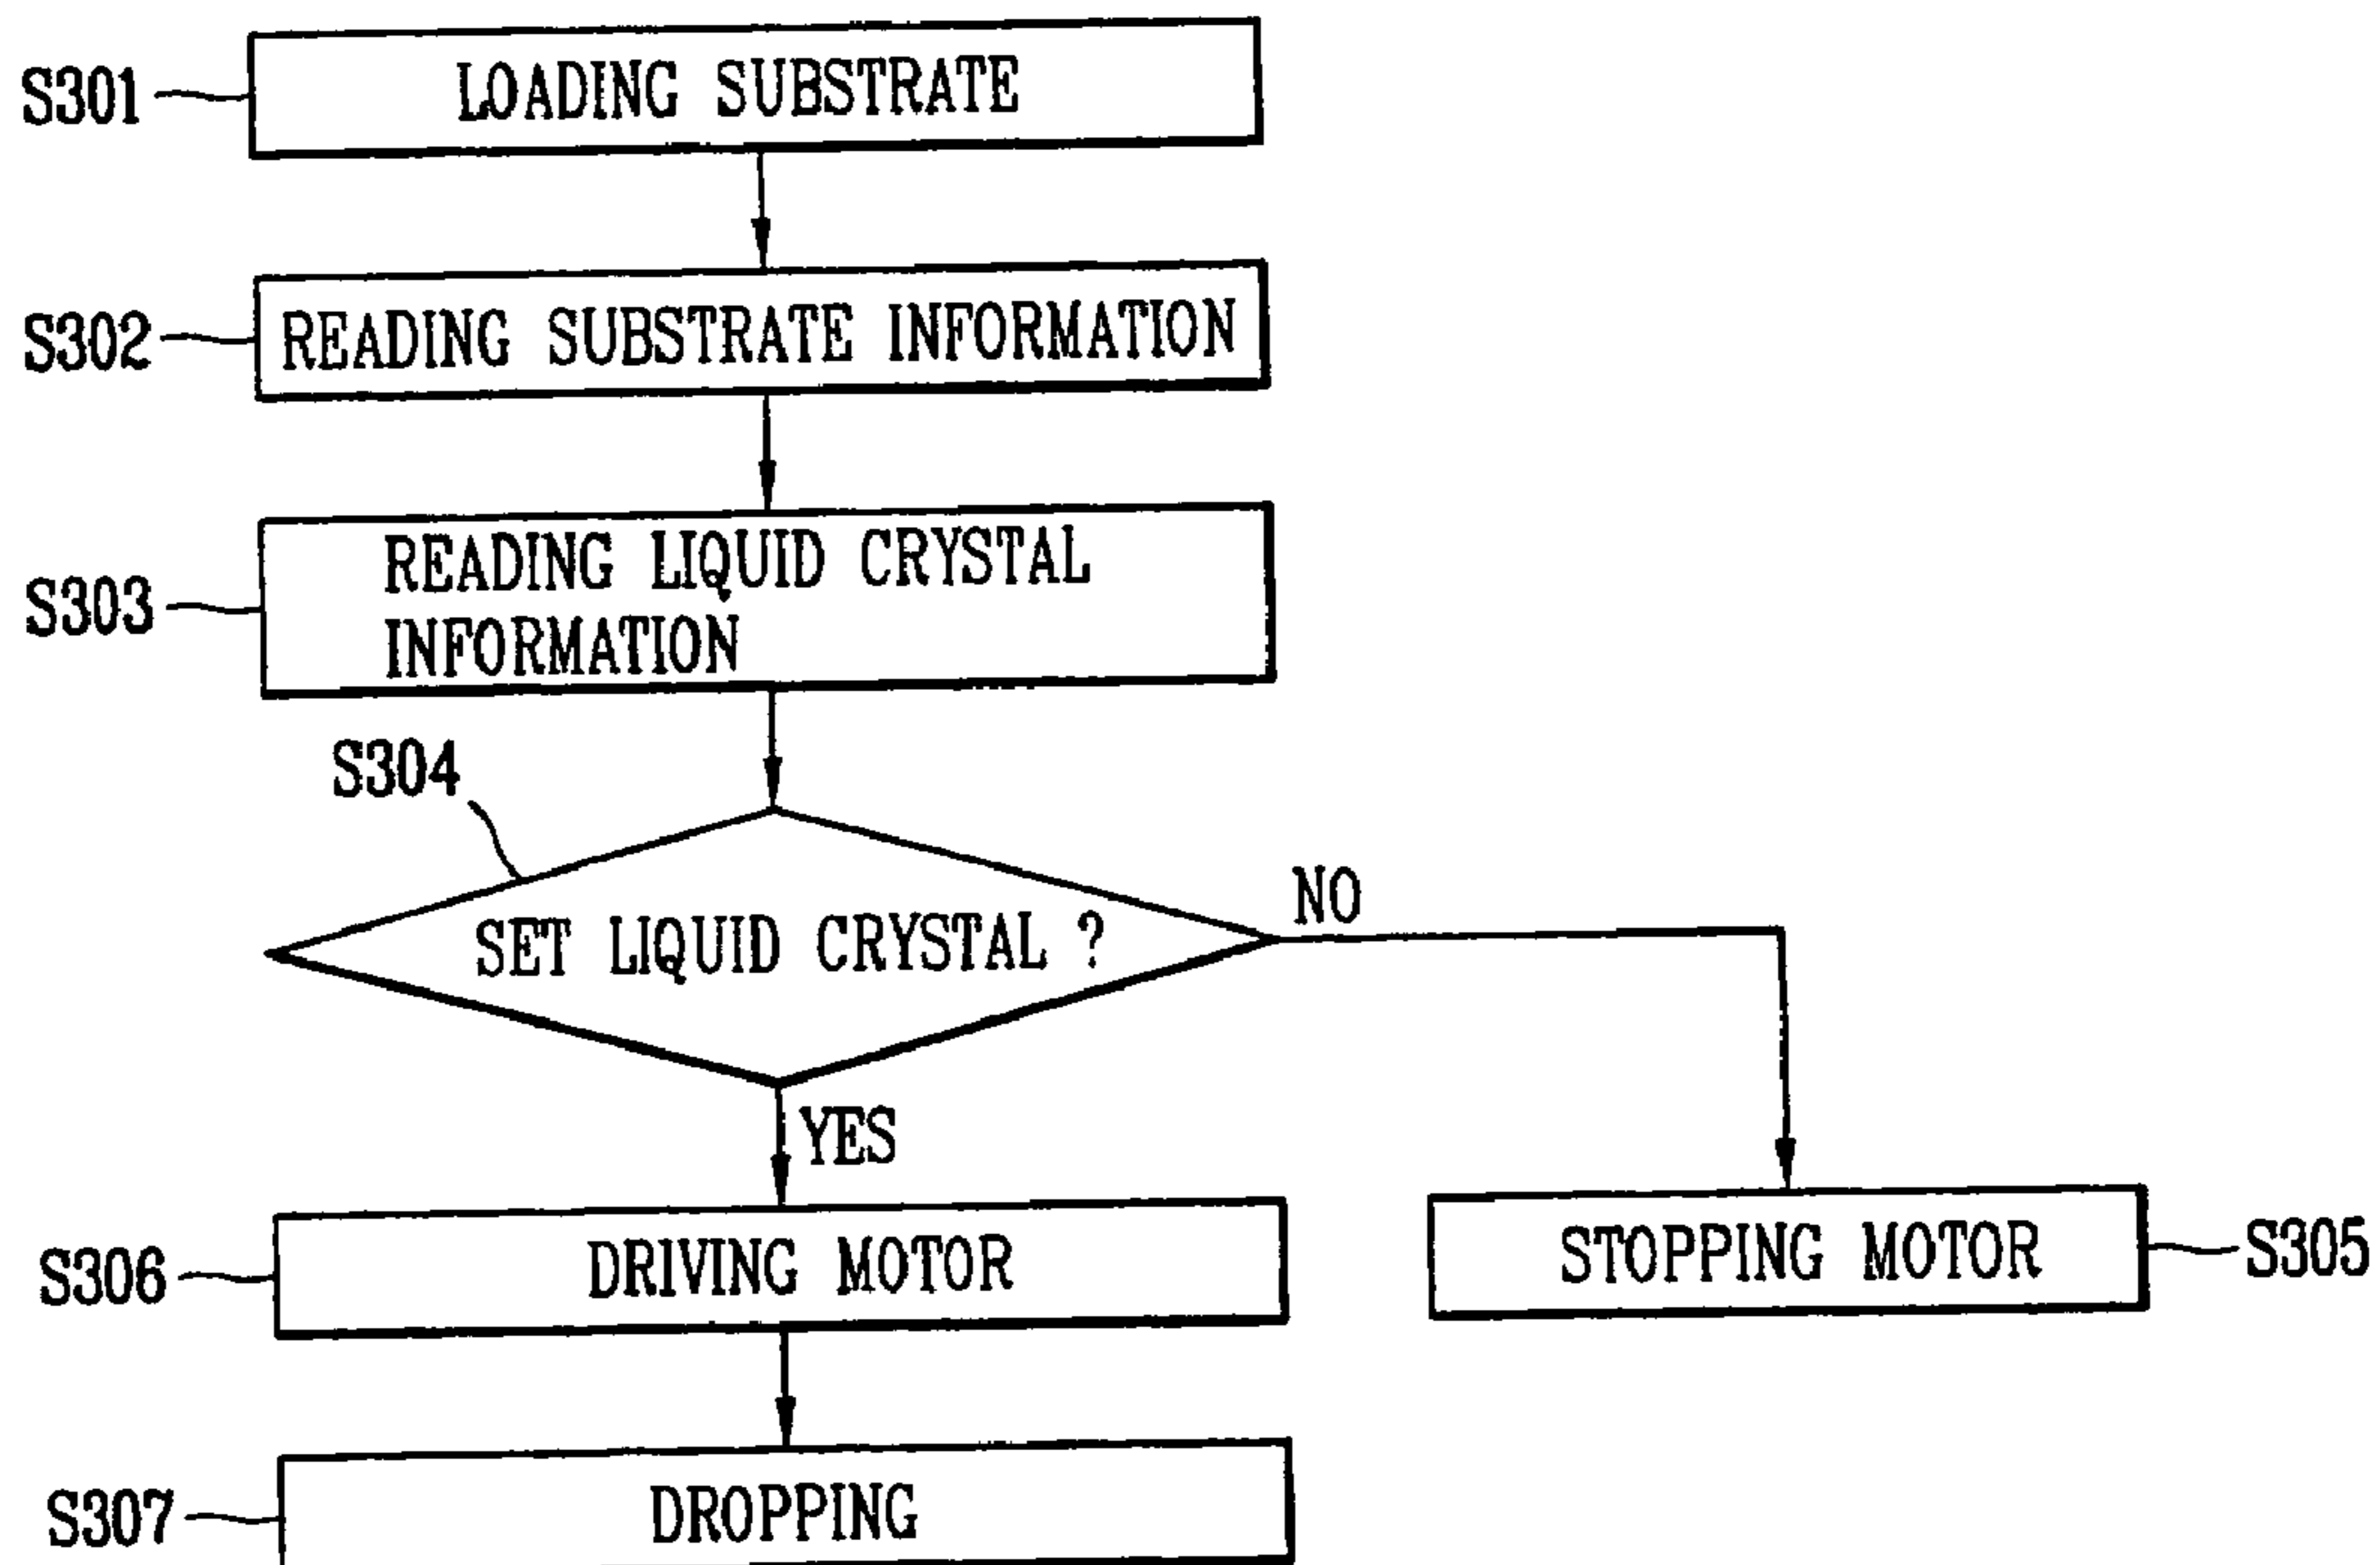 S301
LOADING SUBSTRATE
S302
READING SUBSTRATE INFORMATION
S303
READING LIQUID CRYSTAL
INFORMATION
S304
SET LIQUID CRYSTAL ?
NO
YES
S306
DRIVING MOTOR
STOPPING MOTOR
S305
S307
DROPPING